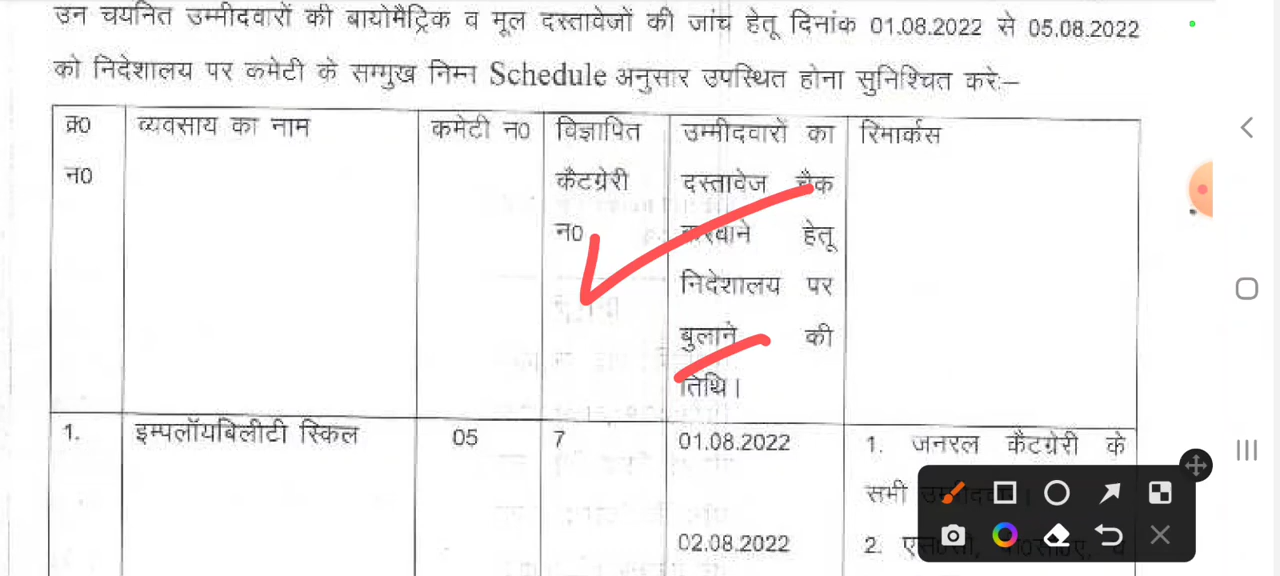 उन चयनित उम्मीदवारों की बायोमैट्रिक व मूल दस्तावेजों की जांच हेतू दिनांक 01.08.2022 से 05.08.2022
को निदेशालय पर कमेटी के सम्मुख निम्न Schedule अनुसार उपस्थित होना सुनिश्चित करे:–
क्र0
न0
व्यवसाय का नाम
कमेटी न0
विज्ञापित
कैटग्रेरी
न0
उम्मीदवारों का
दस्तावेज चैक
करवाने हेतू
निदेशालय पर
बुलाने की
तिथि।
रिमार्कस
1.
इम्पलॉयबिलीटी स्किल
05
7
01.08.2022
02.08.2022
1. जनरल कैटग्रेरी के
सभी
2.